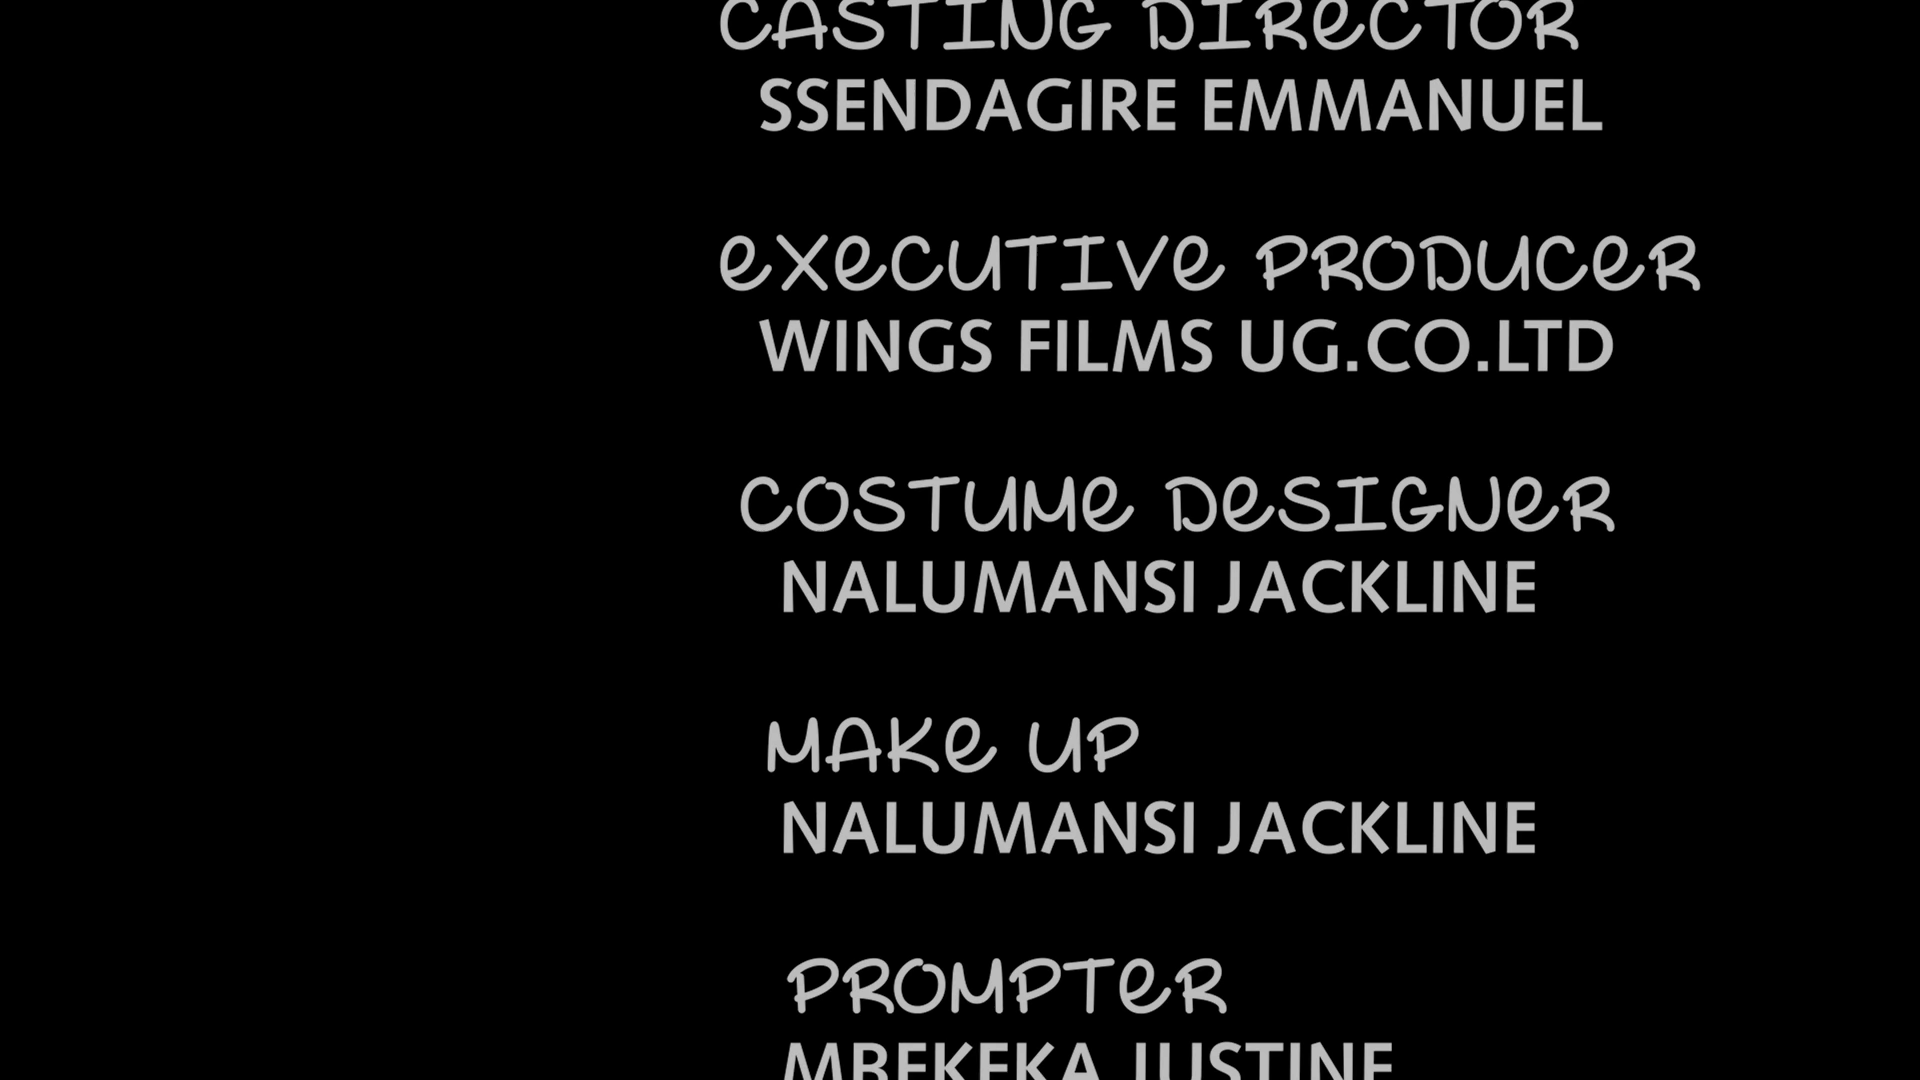 CASTING DIRECTOR
SSENDAGIRE EMMANUEL
EXECUTIVE PRODUCER
WINGS FILMS UG.CO.LTD
COSTUME DESIGNER
NALUMANSI JACKLINE
MAKE UP
NALUMANSI JACKLINE
PROMPTER
MBEKEKA JUSTINE